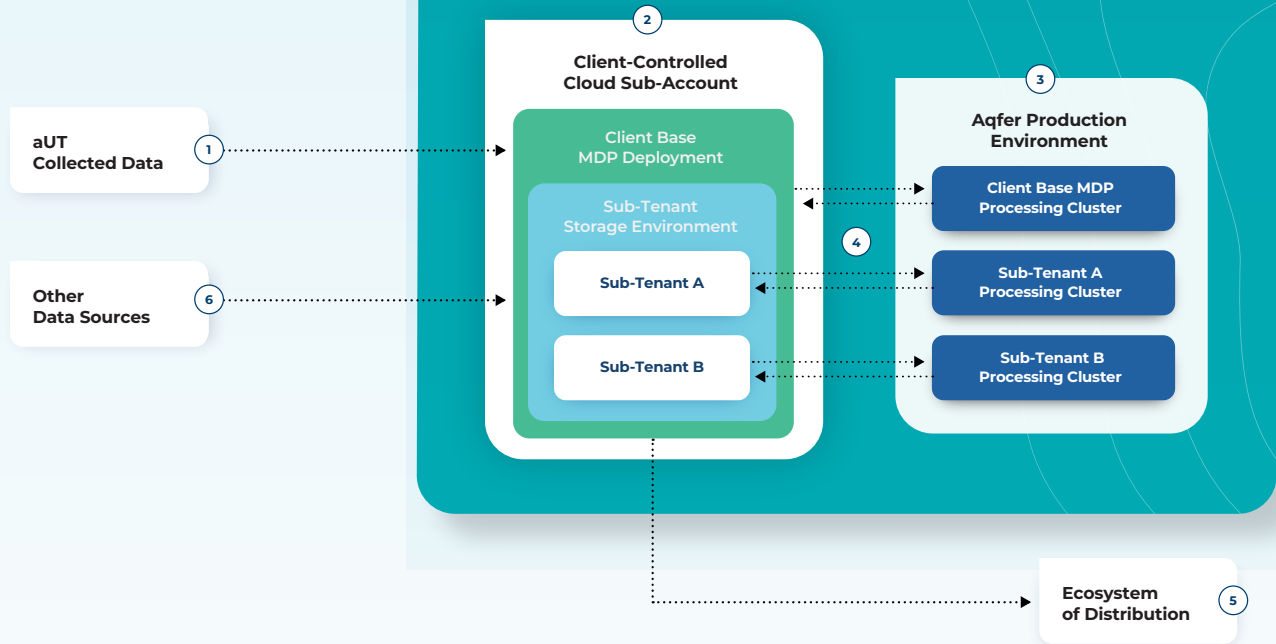 2
Client-Controlled
Cloud Sub-Account
3
Aqfer Production
Environment
aUT
Collected Data
1
Client Base
MDP Deployment
Client Base MDP
Processing Cluster
Sub-Tenant
Storage Environment
4
Sub-Tenant A
Sub-Tenant A
Processing Cluster
Other
Data Sources
6
Sub-Tenant B
Sub-Tenant B
Processing Cluster
Ecosystem
of Distribution
5